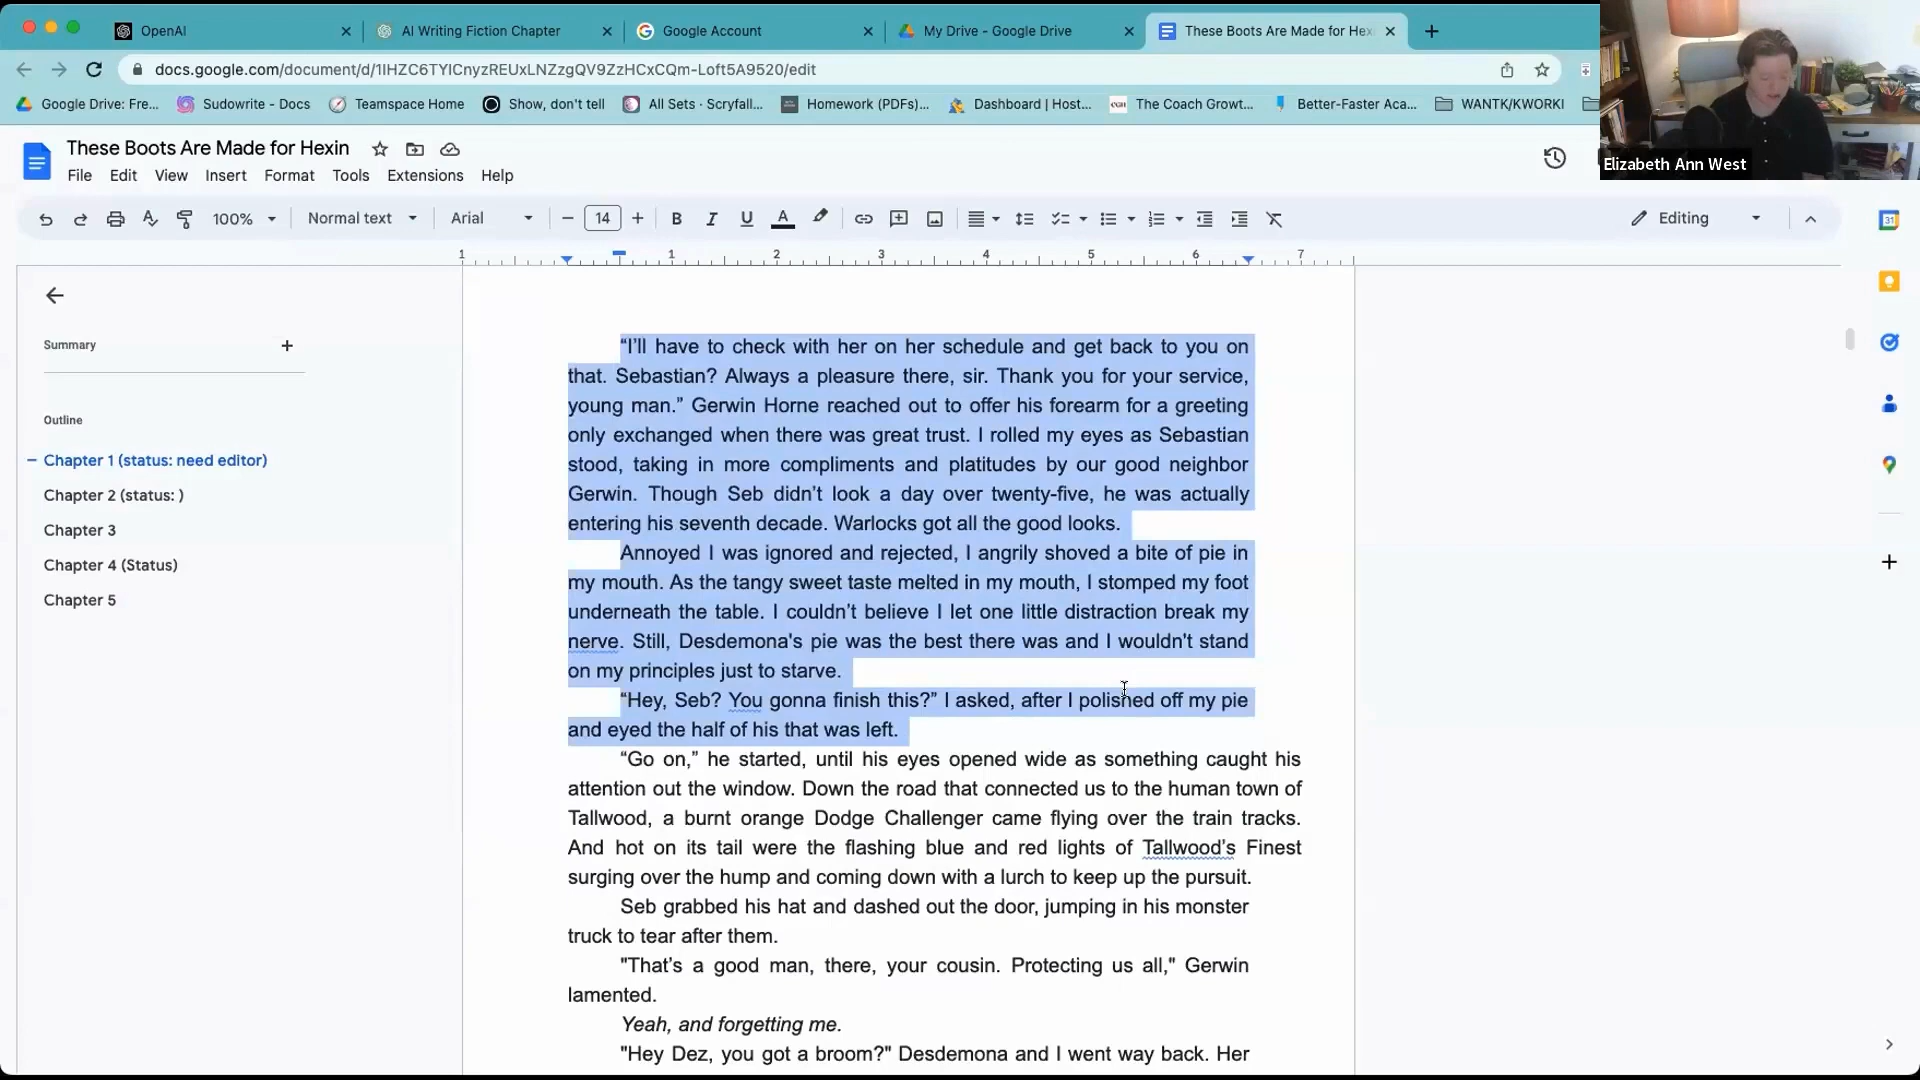 OpenAI
AI Writing Fiction Chapter
Google Account
My Drive - Google Drive
These Boots Are Made for Hexi
docs.google.com/document/d/1IHZC6TYICnyzREUxLNZzgQV9ZzHCxCQm-Loft5A9520/edit
Google Drive: Fre...
Sudowrite - Docs
Teamspace Home
Show, don't tell
All Sets · Scryfall...
Homework (PDFs)...
Dashboard | Host...
The Coach Growt...
Better-Faster Aca...
WANTK/KWORKI
Elizabeth Ann West
These Boots Are Made for Hexin
File Edit View Insert Format Tools Extensions Help
100% Normal text Arial 14 Editing
1 1 2 3 4 5 6 7
Summary
Outline
Chapter 1 (status: need editor)
Chapter 2 (status: )
Chapter 3
Chapter 4 (Status)
Chapter 5
“I’ll have to check with her on her schedule and get back to you on
that. Sebastian? Always a pleasure there, sir. Thank you for your service,
young man.” Gerwin Horne reached out to offer his forearm for a greeting
only exchanged when there was great trust. I rolled my eyes as Sebastian
stood, taking in more compliments and platitudes by our good neighbor
Gerwin. Though Seb didn’t look a day over twenty-five, he was actually
entering his seventh decade. Warlocks got all the good looks.
Annoyed I was ignored and rejected, I angrily shoved a bite of pie in
my mouth. As the tangy sweet taste melted in my mouth, I stomped my foot
underneath the table. I couldn’t believe I let one little distraction break my
nerve. Still, Desdemona's pie was the best there was and I wouldn't stand
on my principles just to starve.
“Hey, Seb? You gonna finish this?” I asked, after I polished off my pie
and eyed the half of his that was left.
“Go on,” he started, until his eyes opened wide as something caught his
attention out the window. Down the road that connected us to the human town of
Tallwood, a burnt orange Dodge Challenger came flying over the train tracks.
And hot on its tail were the flashing blue and red lights of Tallwood’s Finest
surging over the hump and coming down with a lurch to keep up the pursuit.
Seb grabbed his hat and dashed out the door, jumping in his monster
truck to tear after them.
"That’s a good man, there, your cousin. Protecting us all," Gerwin
lamented.
Yeah, and forgetting me.
"Hey Dez, you got a broom?" Desdemona and I went way back. Her